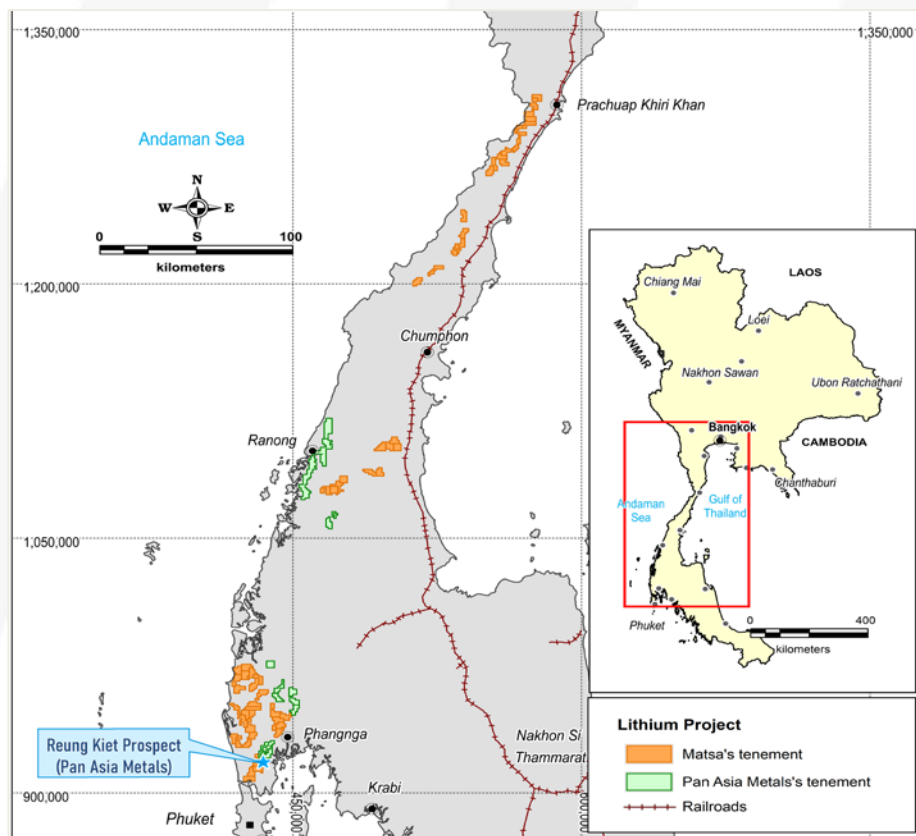 1,350,000
1,350,000
Prachuap Khiri Khan
Andaman Sea
N
W
E
S
0
100
kilometers
1,200,000
Chumphon
Ranong
1,050,000
Reung Kiet Prospect
(Pan Asia Metals)
Phangnga
Nakhon Si
Thammarat
Krabi
900,000
450,000
Phuket
LAOS
Chiang Mai
Loei
MYANMAR
Nakhon Sawan
Ubon Ratchathani
Bangkok
CAMBODIA
Chanthaburi
Andaman
Sea
Gulf of
Thailand
Phuket
0
400
kilometers
Lithium Project
Matsa's tenement
Pan Asia Metals's tenement
Railroads